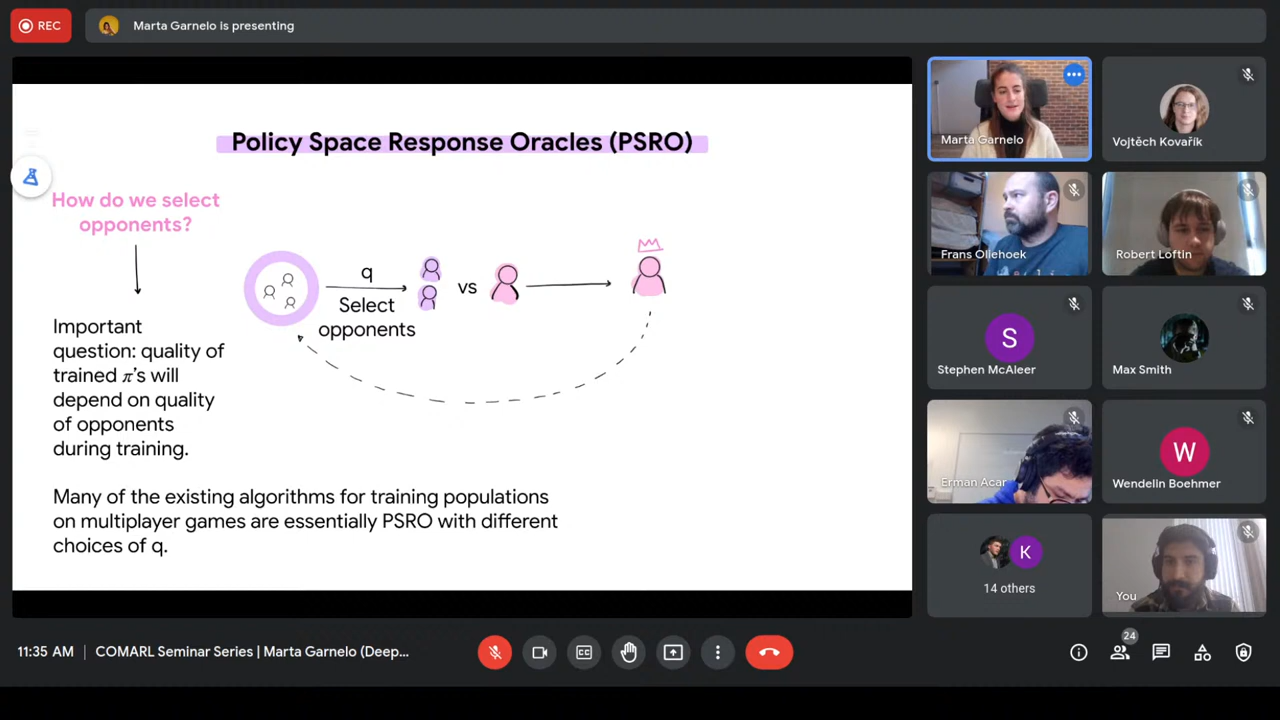 REC
Marta Garnelo is presenting
Policy Space Response Oracles (PSRO)
How do we select
opponents?
Important
question: quality of
trained π's will
depend on quality
of opponents
during training.
q
Select
opponents
vs
Many of the existing algorithms for training populations
on multiplayer games are essentially PSRO with different
choices of q.
Marta Garnelo
Vojtěch Kovařík
Frans Oliehoek
Robert Loftin
S
Stephen McAleer
Max Smith
Erman Acar
W
Wendelin Boehmer
K
14 others
You
11:35 AM
COMARL Seminar Series | Marta Garnelo (Deep...
24